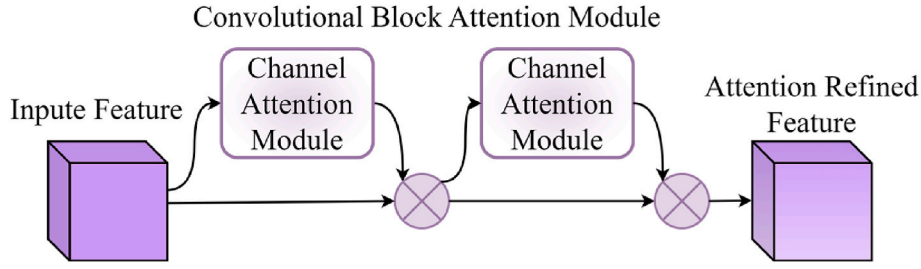 Convolutional Block Attention Module
Inpute Feature
Channel
Attention
Module
Channel
Attention
Module
Attention Refined
Feature